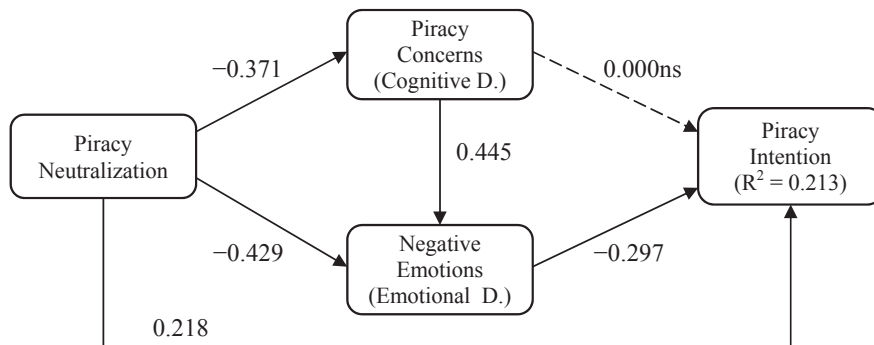 Piracy
Concerns
(Cognitive D.)
−0.371
0.000ns
Piracy
Neutralization
0.445
Piracy
Intention
(R² = 0.213)
−0.429
Negative
Emotions
(Emotional D.)
−0.297
0.218